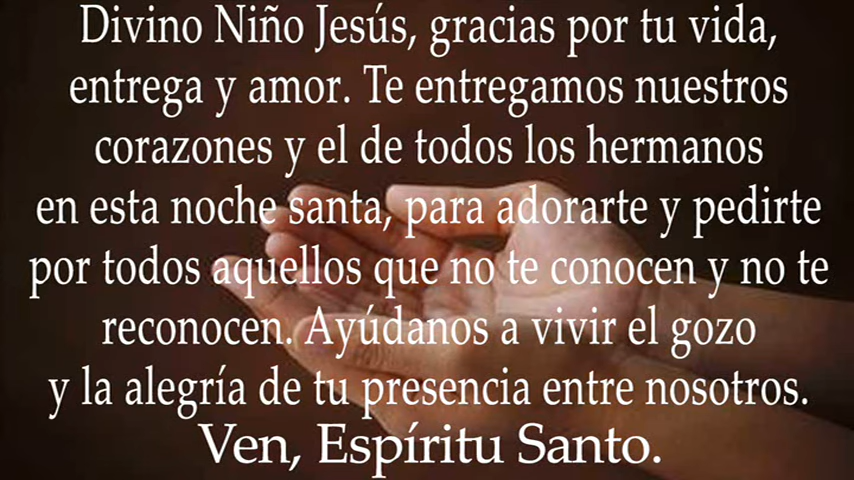 Divino Niño Jesús, gracias por tu vida,
entrega y amor. Te entregamos nuestros
corazones y el de todos los hermanos
en esta noche santa, para adorarte y pedirte
por todos aquellos que no te conocen y no te
reconocen. Ayúdanos a vivir el gozo
y la alegría de tu presencia entre nosotros.
Ven, Espíritu Santo.